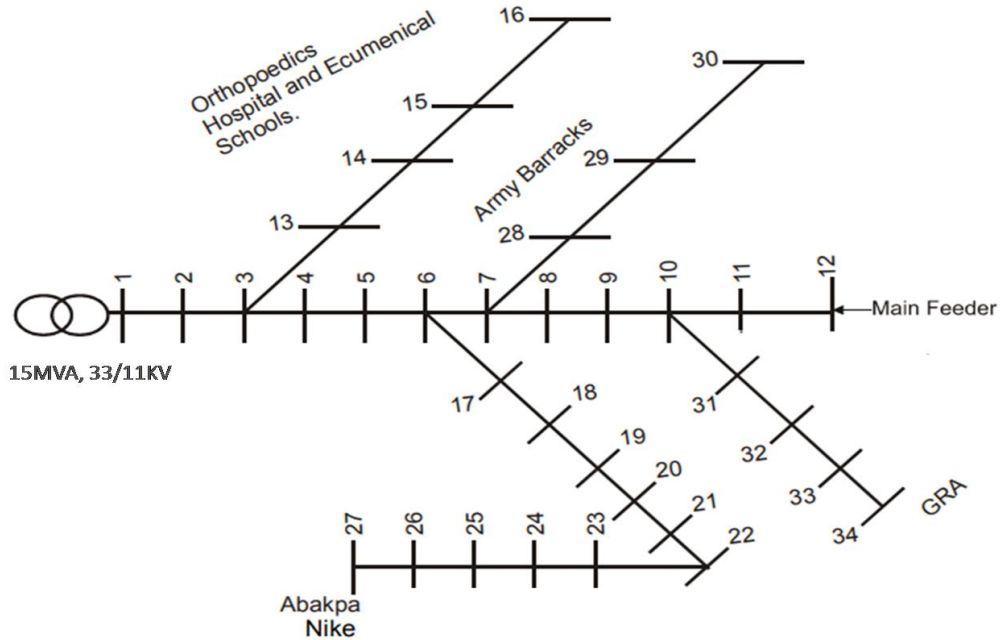 16
Orthopoedics
Hospital and Ecumenical
Schools.
30
15
14
Army Barracks
29
13
28
1 2 3 4 5 6 7 8 9 10 11 12
Main Feeder
15MVA, 33/11KV
17
18
31
19
32
20
33
GRA
21
34
22
27 26 25 24 23
Abakpa
Nike